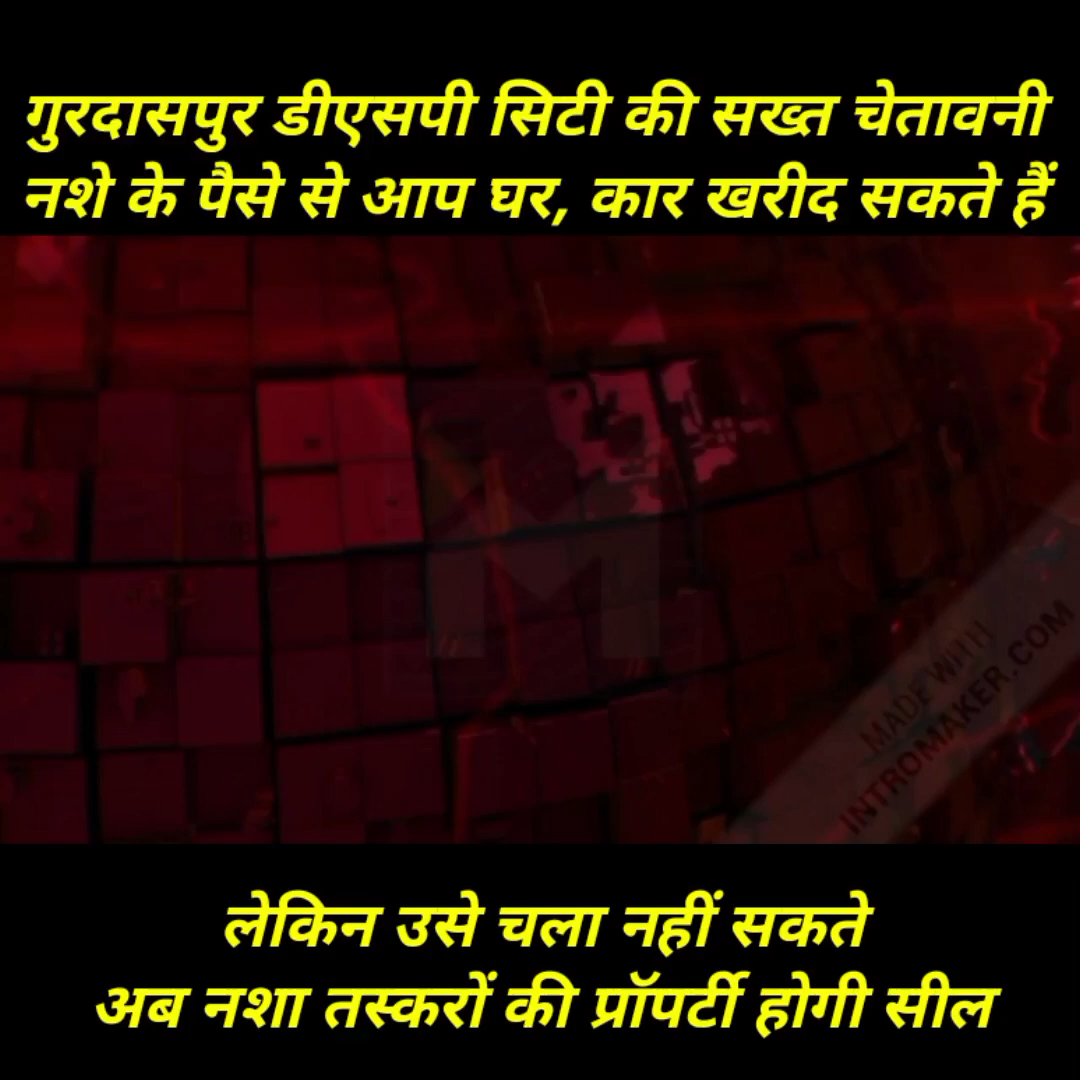 गुरदासपुर डीएसपी सिटी की सख्त चेतावनी
नशे के पैसे से आप घर, कार खरीद सकते हैं
MADE WITH
INTROMAKER.COM
लेकिन उसे चला नहीं सकते
अब नशा तस्करों की प्रॉपर्टी होगी सील